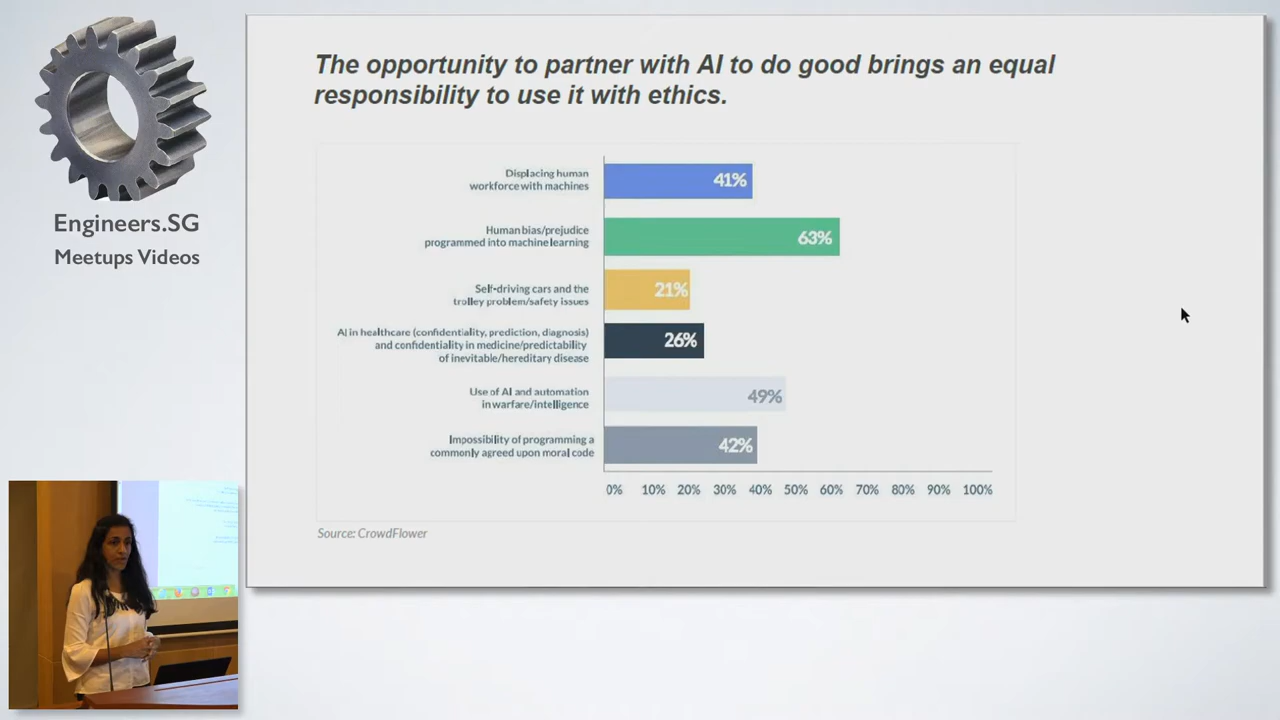 Engineers.SG
Meetups Videos
The opportunity to partner with AI to do good brings an equal
responsibility to use it with ethics.
Displacing human
workforce with machines
41%
Human bias/prejudice
programmed into machine learning
63%
Self-driving cars and the
trolley problem/safety issues
21%
AI in healthcare (confidentiality, prediction, diagnosis)
and confidentiality in medicine/predictability
of inevitable/hereditary disease
26%
Use of AI and automation
in warfare/intelligence
49%
Impossibility of programming a
commonly agreed upon moral code
42%
0% 10% 20% 30% 40% 50% 60% 70% 80% 90% 100%
Source: CrowdFlower